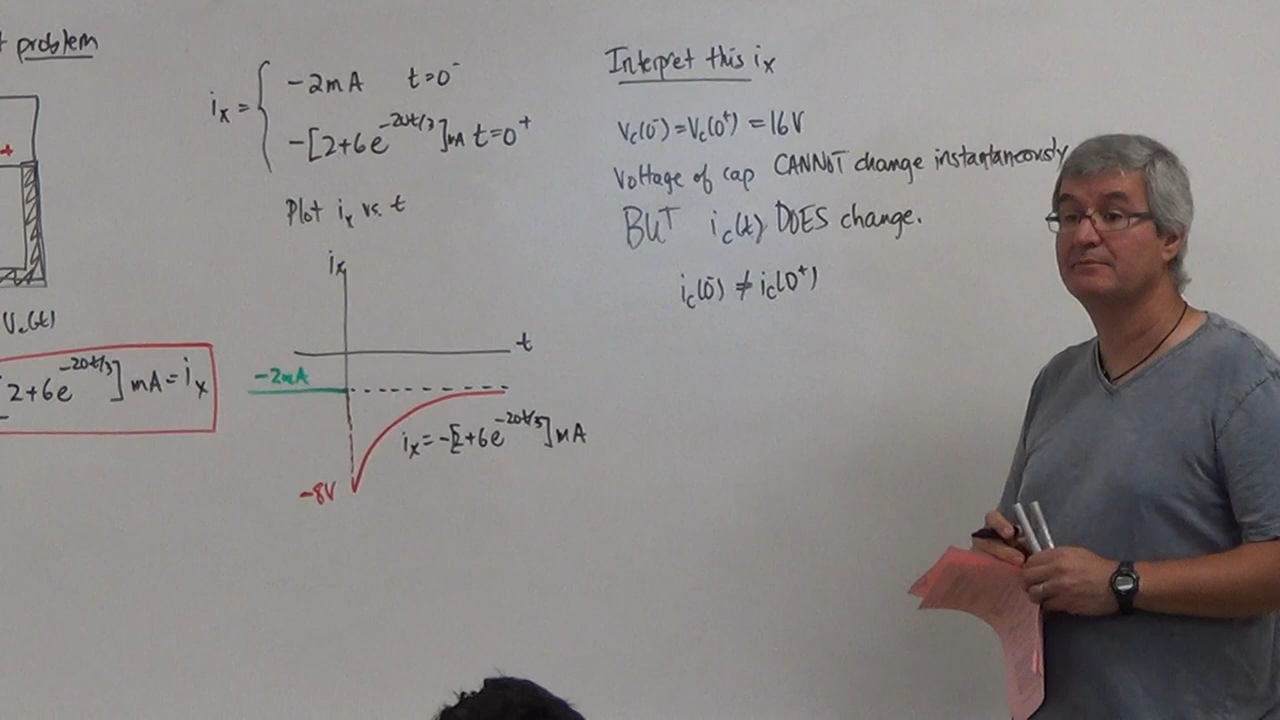 problem
+
Vc(t)
2+6e^-20t/3] mA = ix
ix = { -2mA t=0⁻
-[2+6e^-20t/3]mA t=0⁺
Plot ix vs. t
ix
t
-2mA
ix = -[2+6e^-20t/3]mA
-8V
Interpret this ix
Vc(0⁻)=Vc(0⁺) = 16V
Voltage of cap CANNOT change instantaneously
BUT ic(t) DOES change.
ic(0⁻) ≠ ic(0⁺)